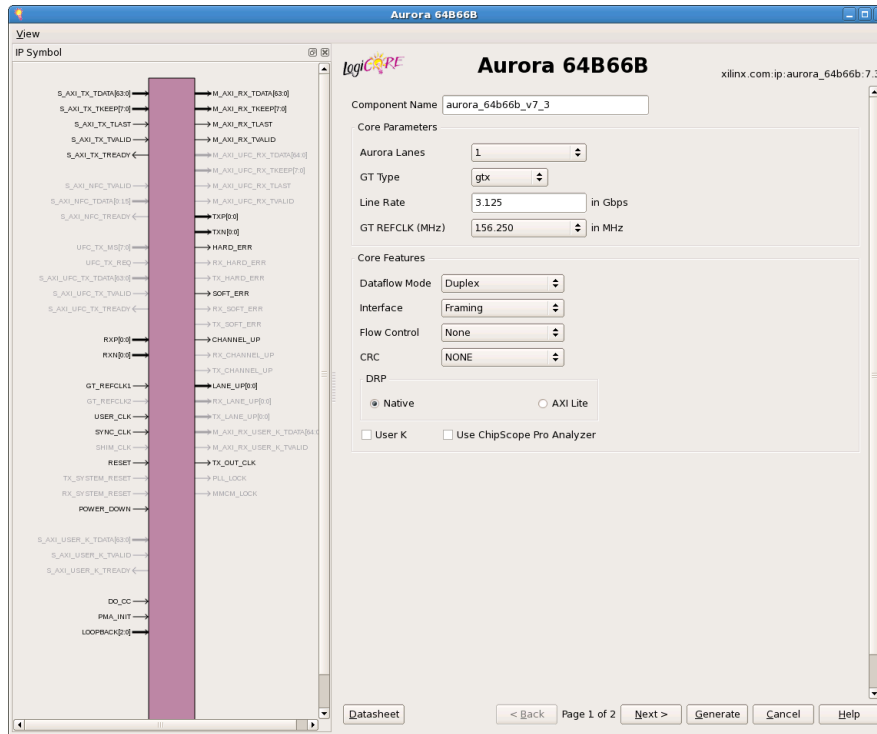 Aurora 64B66B
View
IP Symbol
S_AXI_TX_TDATA[63:0]
S_AXI_TX_TKEEP[7:0]
S_AXI_TX_TLAST
S_AXI_TX_TVALID
S_AXI_TX_TREADY
S_AXI_NFC_TVALID
S_AXI_NFC_TDATA[0:15]
S_AXI_NFC_TREADY
UFC_TX_MS[7:0]
UFC_TX_REQ
S_AXI_UFC_TX_TDATA[63:0]
S_AXI_UFC_TX_TVALID
S_AXI_UFC_TX_TREADY
RXP[0:0]
RXN[0:0]
GT_REFCLK1
GT_REFCLK2
USER_CLK
SYNC_CLK
SHIM_CLK
RESET
TX_SYSTEM_RESET
RX_SYSTEM_RESET
POWER_DOWN
S_AXI_USER_K_TDATA[63:0]
S_AXI_USER_K_TVALID
S_AXI_USER_K_TREADY
DO_CC
PMA_INIT
LOOPBACK[2:0]
M_AXI_RX_TDATA[63:0]
M_AXI_RX_TKEEP[7:0]
M_AXI_RX_TLAST
M_AXI_RX_TVALID
M_AXI_UFC_RX_TDATA[64:0]
M_AXI_UFC_RX_TKEEP[7:0]
M_AXI_UFC_RX_TLAST
M_AXI_UFC_RX_TVALID
TXP[0:0]
TXN[0:0]
HARD_ERR
RX_HARD_ERR
TX_HARD_ERR
SOFT_ERR
RX_SOFT_ERR
TX_SOFT_ERR
CHANNEL_UP
RX_CHANNEL_UP
TX_CHANNEL_UP
LANE_UP[0:0]
RX_LANE_UP[0:0]
TX_LANE_UP[0:0]
M_AXI_RX_USER_K_TDATA[64:0
M_AXI_RX_USER_K_TVALID
TX_OUT_CLK
PLL_LOCK
MMCM_LOCK
LogiCORE
Aurora 64B66B
xilinx.com:ip:aurora_64b66b:7.3
Component Name aurora_64b66b_v7_3
Core Parameters
Aurora Lanes 1
GT Type gtx
Line Rate 3.125 in Gbps
GT REFCLK (MHz) 156.250 in MHz
Core Features
Dataflow Mode Duplex
Interface Framing
Flow Control None
CRC NONE
DRP
Native AXI Lite
User K Use ChipScope Pro Analyzer
Datasheet < Back Page 1 of 2 Next > Generate Cancel Help